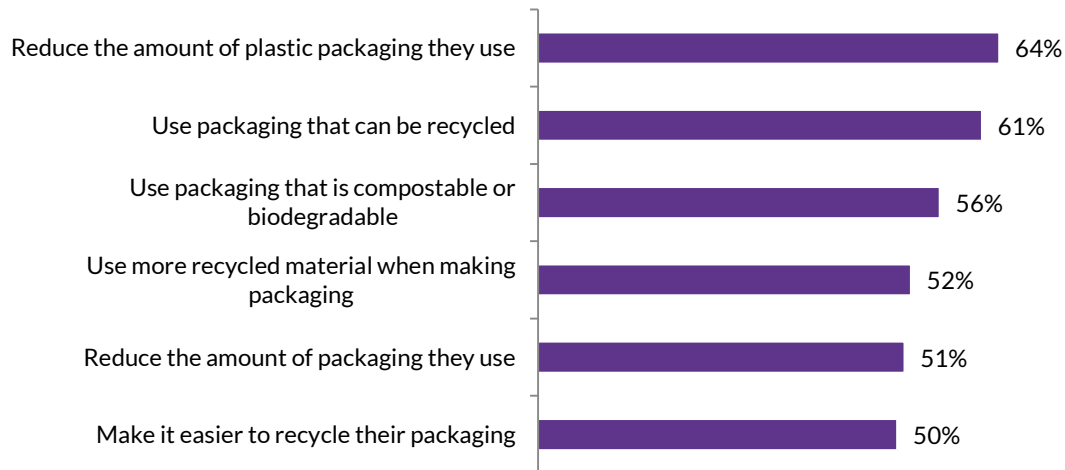 Reduce the amount of plastic packaging they use 64%
Use packaging that can be recycled 61%
Use packaging that is compostable or
biodegradable 56%
Use more recycled material when making
packaging 52%
Reduce the amount of packaging they use 51%
Make it easier to recycle their packaging 50%